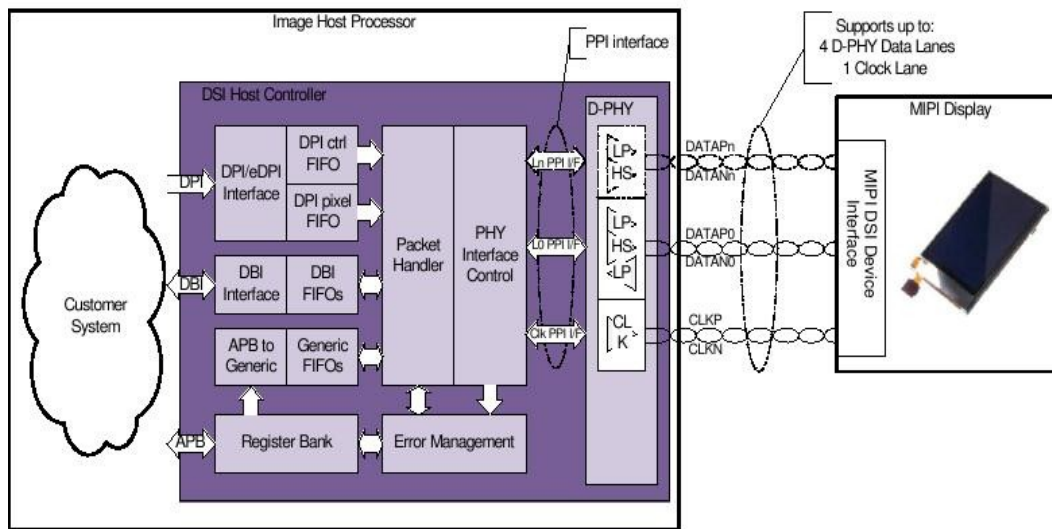 Image Host Processor
PPI interface
Supports up to:
4 D-PHY Data Lanes
1 Clock Lane
DSI Host Controller
D-PHY
MIPI Display
DPI
DPI/eDPI
Interface
DPI ctrl
FIFO
DPI pixel
FIFO
Packet
Handler
PHY
Interface
Control
Ln PPI I/F
LP
HS
DATAPn
DATANn
L0 PPI I/F
LP
HS
LP
DATAP0
DATAN0
MIPI DSI Device
Interface
Customer
System
DBI
DBI
Interface
DBI
FIFOs
Clk PPI I/F
CL
K
CLKP
CLKN
APB to
Generic
Generic
FIFOs
APB
Register Bank
Error Management